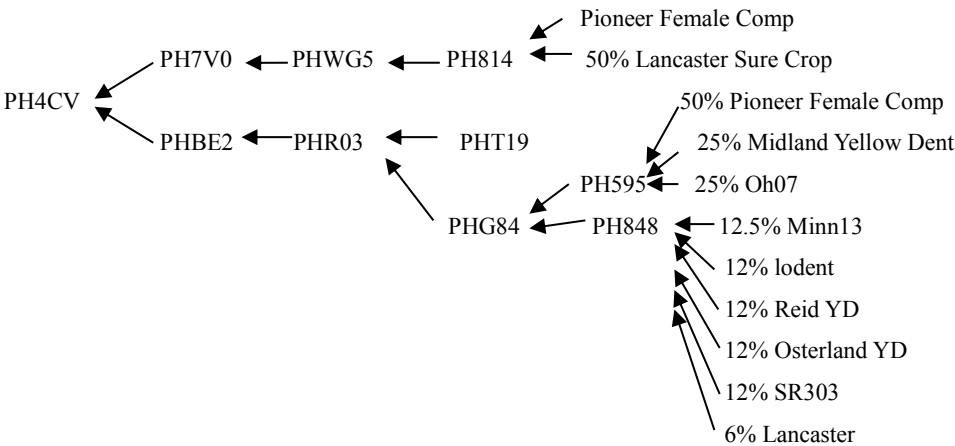 Pioneer Female Comp
PH7V0 PHWG5 PH814 50% Lancaster Sure Crop
PH4CV
50% Pioneer Female Comp
PHBE2 PHR03 PHT19 25% Midland Yellow Dent
PH595 25% Oh07
PHG84 PH848 12.5% Minn13
12% lodent
12% Reid YD
12% Osterland YD
12% SR303
6% Lancaster